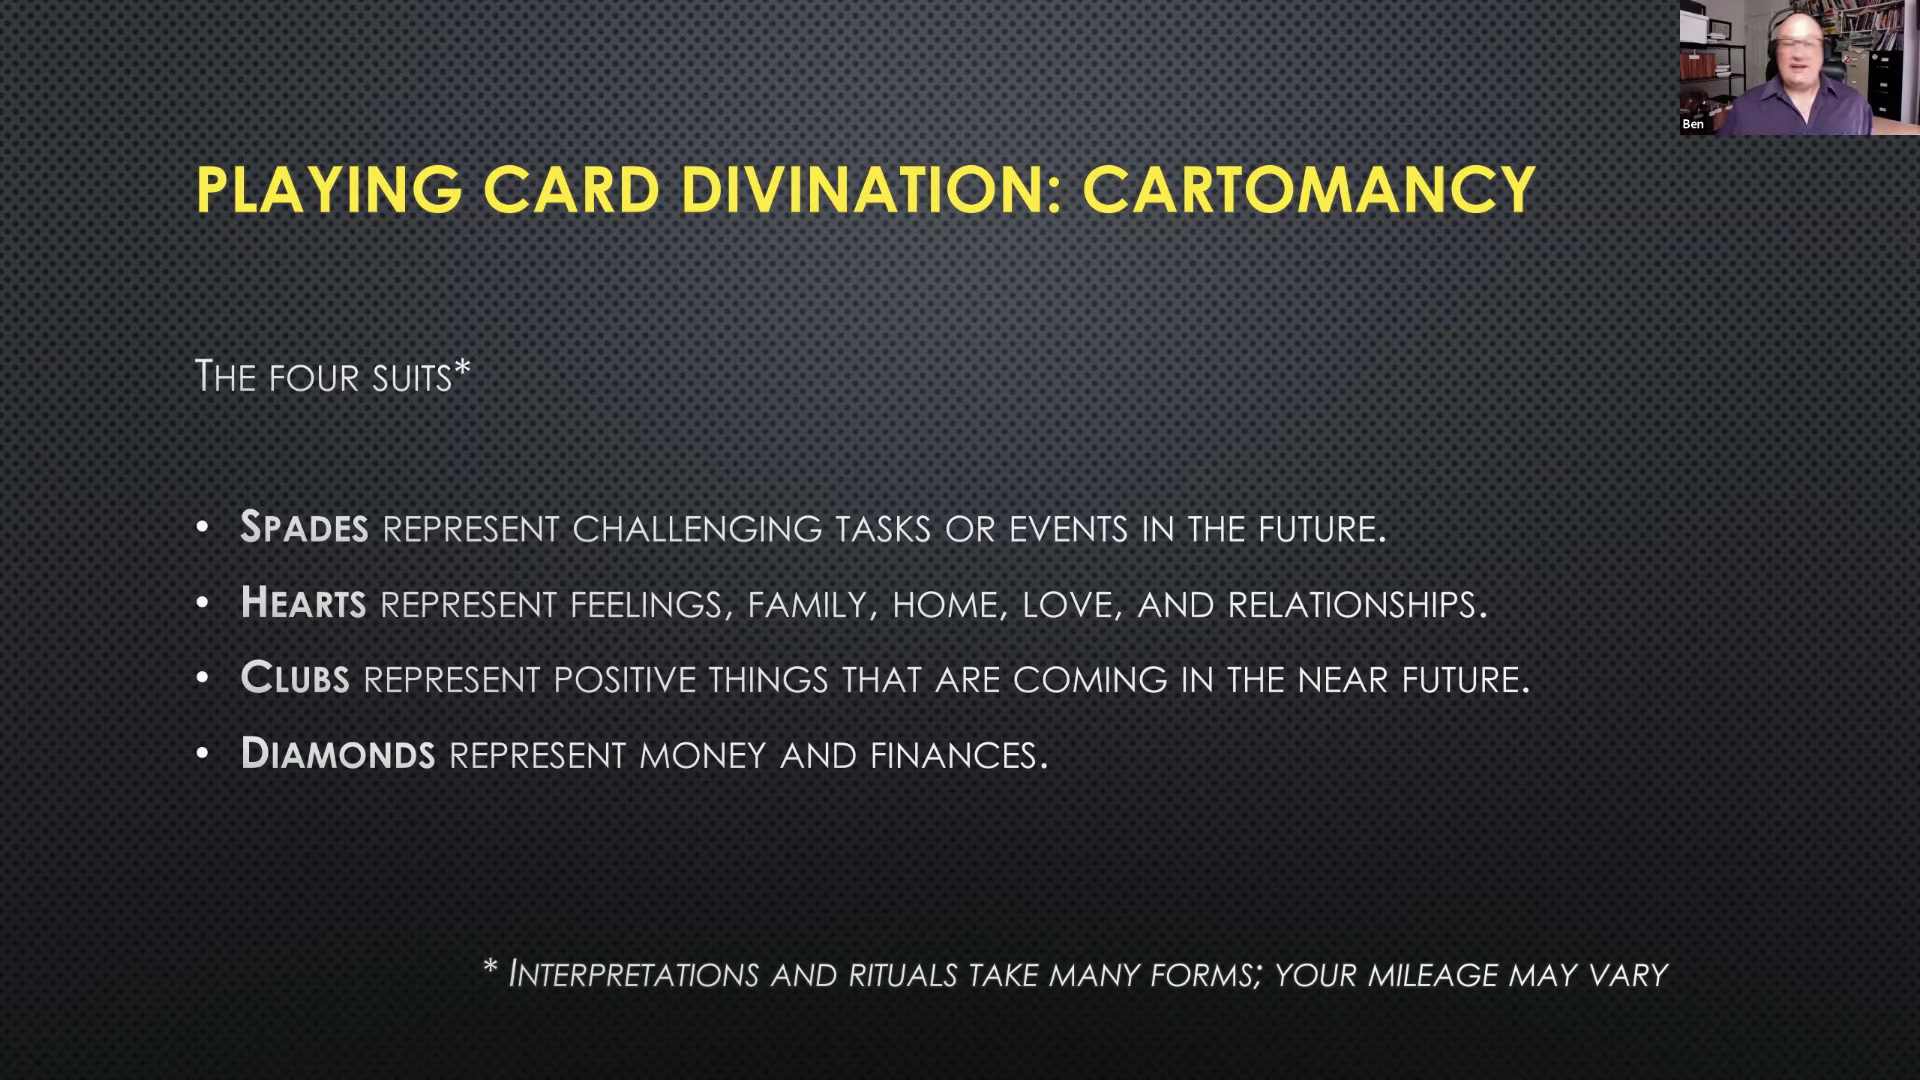 Ben
PLAYING CARD DIVINATION: CARTOMANCY
THE FOUR SUITS*
• SPADES REPRESENT CHALLENGING TASKS OR EVENTS IN THE FUTURE.
• HEARTS REPRESENT FEELINGS, FAMILY, HOME, LOVE, AND RELATIONSHIPS.
• CLUBS REPRESENT POSITIVE THINGS THAT ARE COMING IN THE NEAR FUTURE.
• DIAMONDS REPRESENT MONEY AND FINANCES.
* INTERPRETATIONS AND RITUALS TAKE MANY FORMS; YOUR MILEAGE MAY VARY